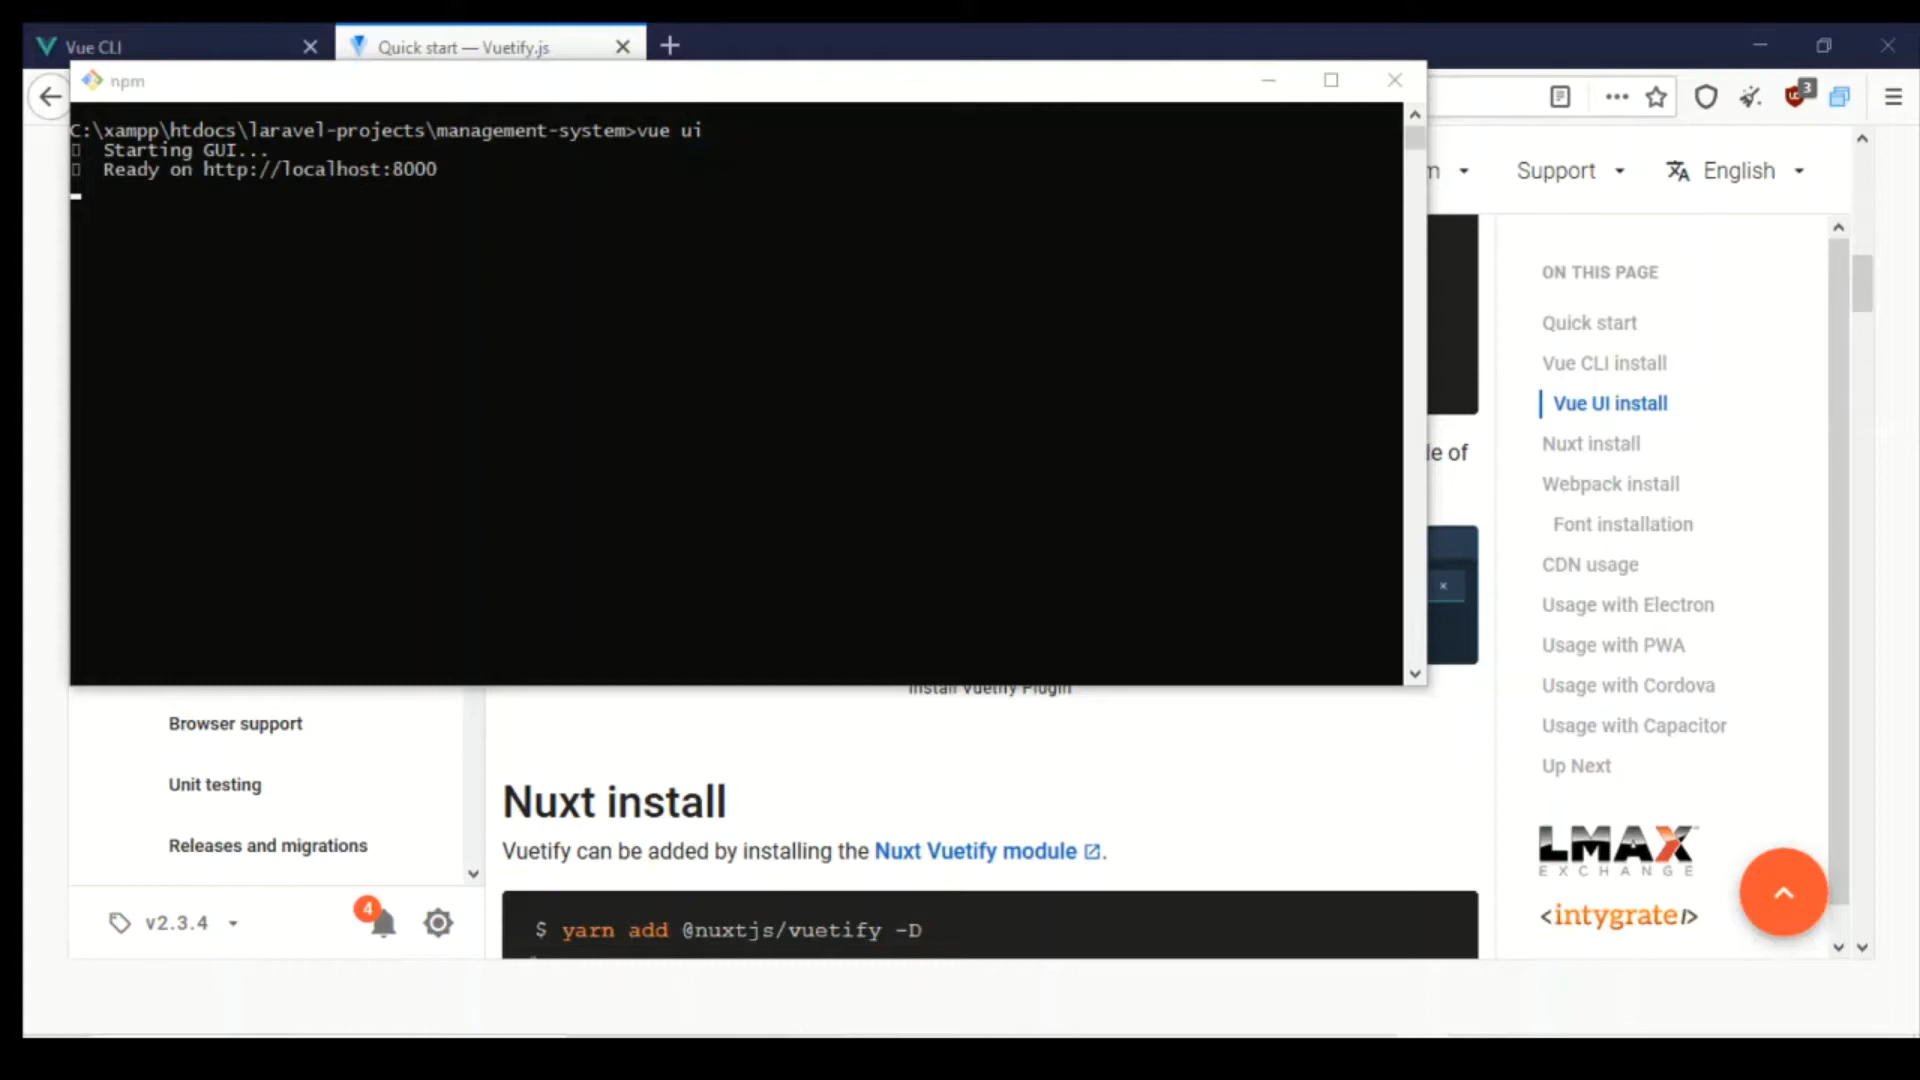 Vue CLI
Quick start — Vuetify.js
npm
3
C:\xampp\htdocs\laravel-projects\management-system>vue ui
Starting GUI...
Ready on http://localhost:8000
Support
English
ON THIS PAGE
Quick start
Vue CLI install
Vue UI install
Nuxt install
Webpack install
Font installation
CDN usage
Usage with Electron
Usage with PWA
Usage with Cordova
Usage with Capacitor
Up Next
le of
Install Vuetify Plugin
Browser support
Unit testing
Releases and migrations
4
v2.3.4
Nuxt install
Vuetify can be added by installing the Nuxt Vuetify module.
$ yarn add @nuxtjs/vuetify -D
LMAX
EXCHANGE
<intygrate/>